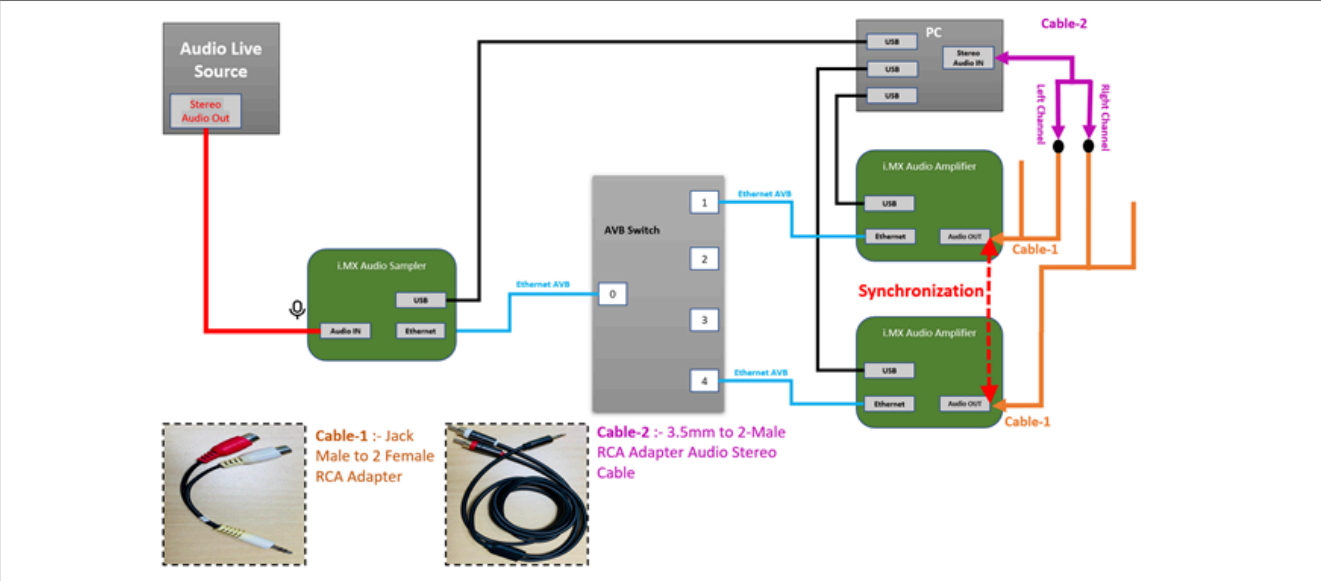 Audio Live
Source
Stereo
Audio Out
PC
USB
USB
USB
Stereo
Audio IN
Cable-2
Left Channel
Right Channel
i.MX Audio Amplifier
USB
Ethernet
Audio OUT
Cable-1
Synchronization
i.MX Audio Amplifier
USB
Ethernet
Audio OUT
Cable-1
AVB Switch
0
1
2
3
4
Ethernet AVB
Ethernet AVB
Ethernet AVB
i.MX Audio Sampler
USB
Audio IN
Ethernet
Cable-1 :- Jack
Male to 2 Female
RCA Adapter
Cable-2 :- 3.5mm to 2-Male
RCA Adapter Audio Stereo
Cable